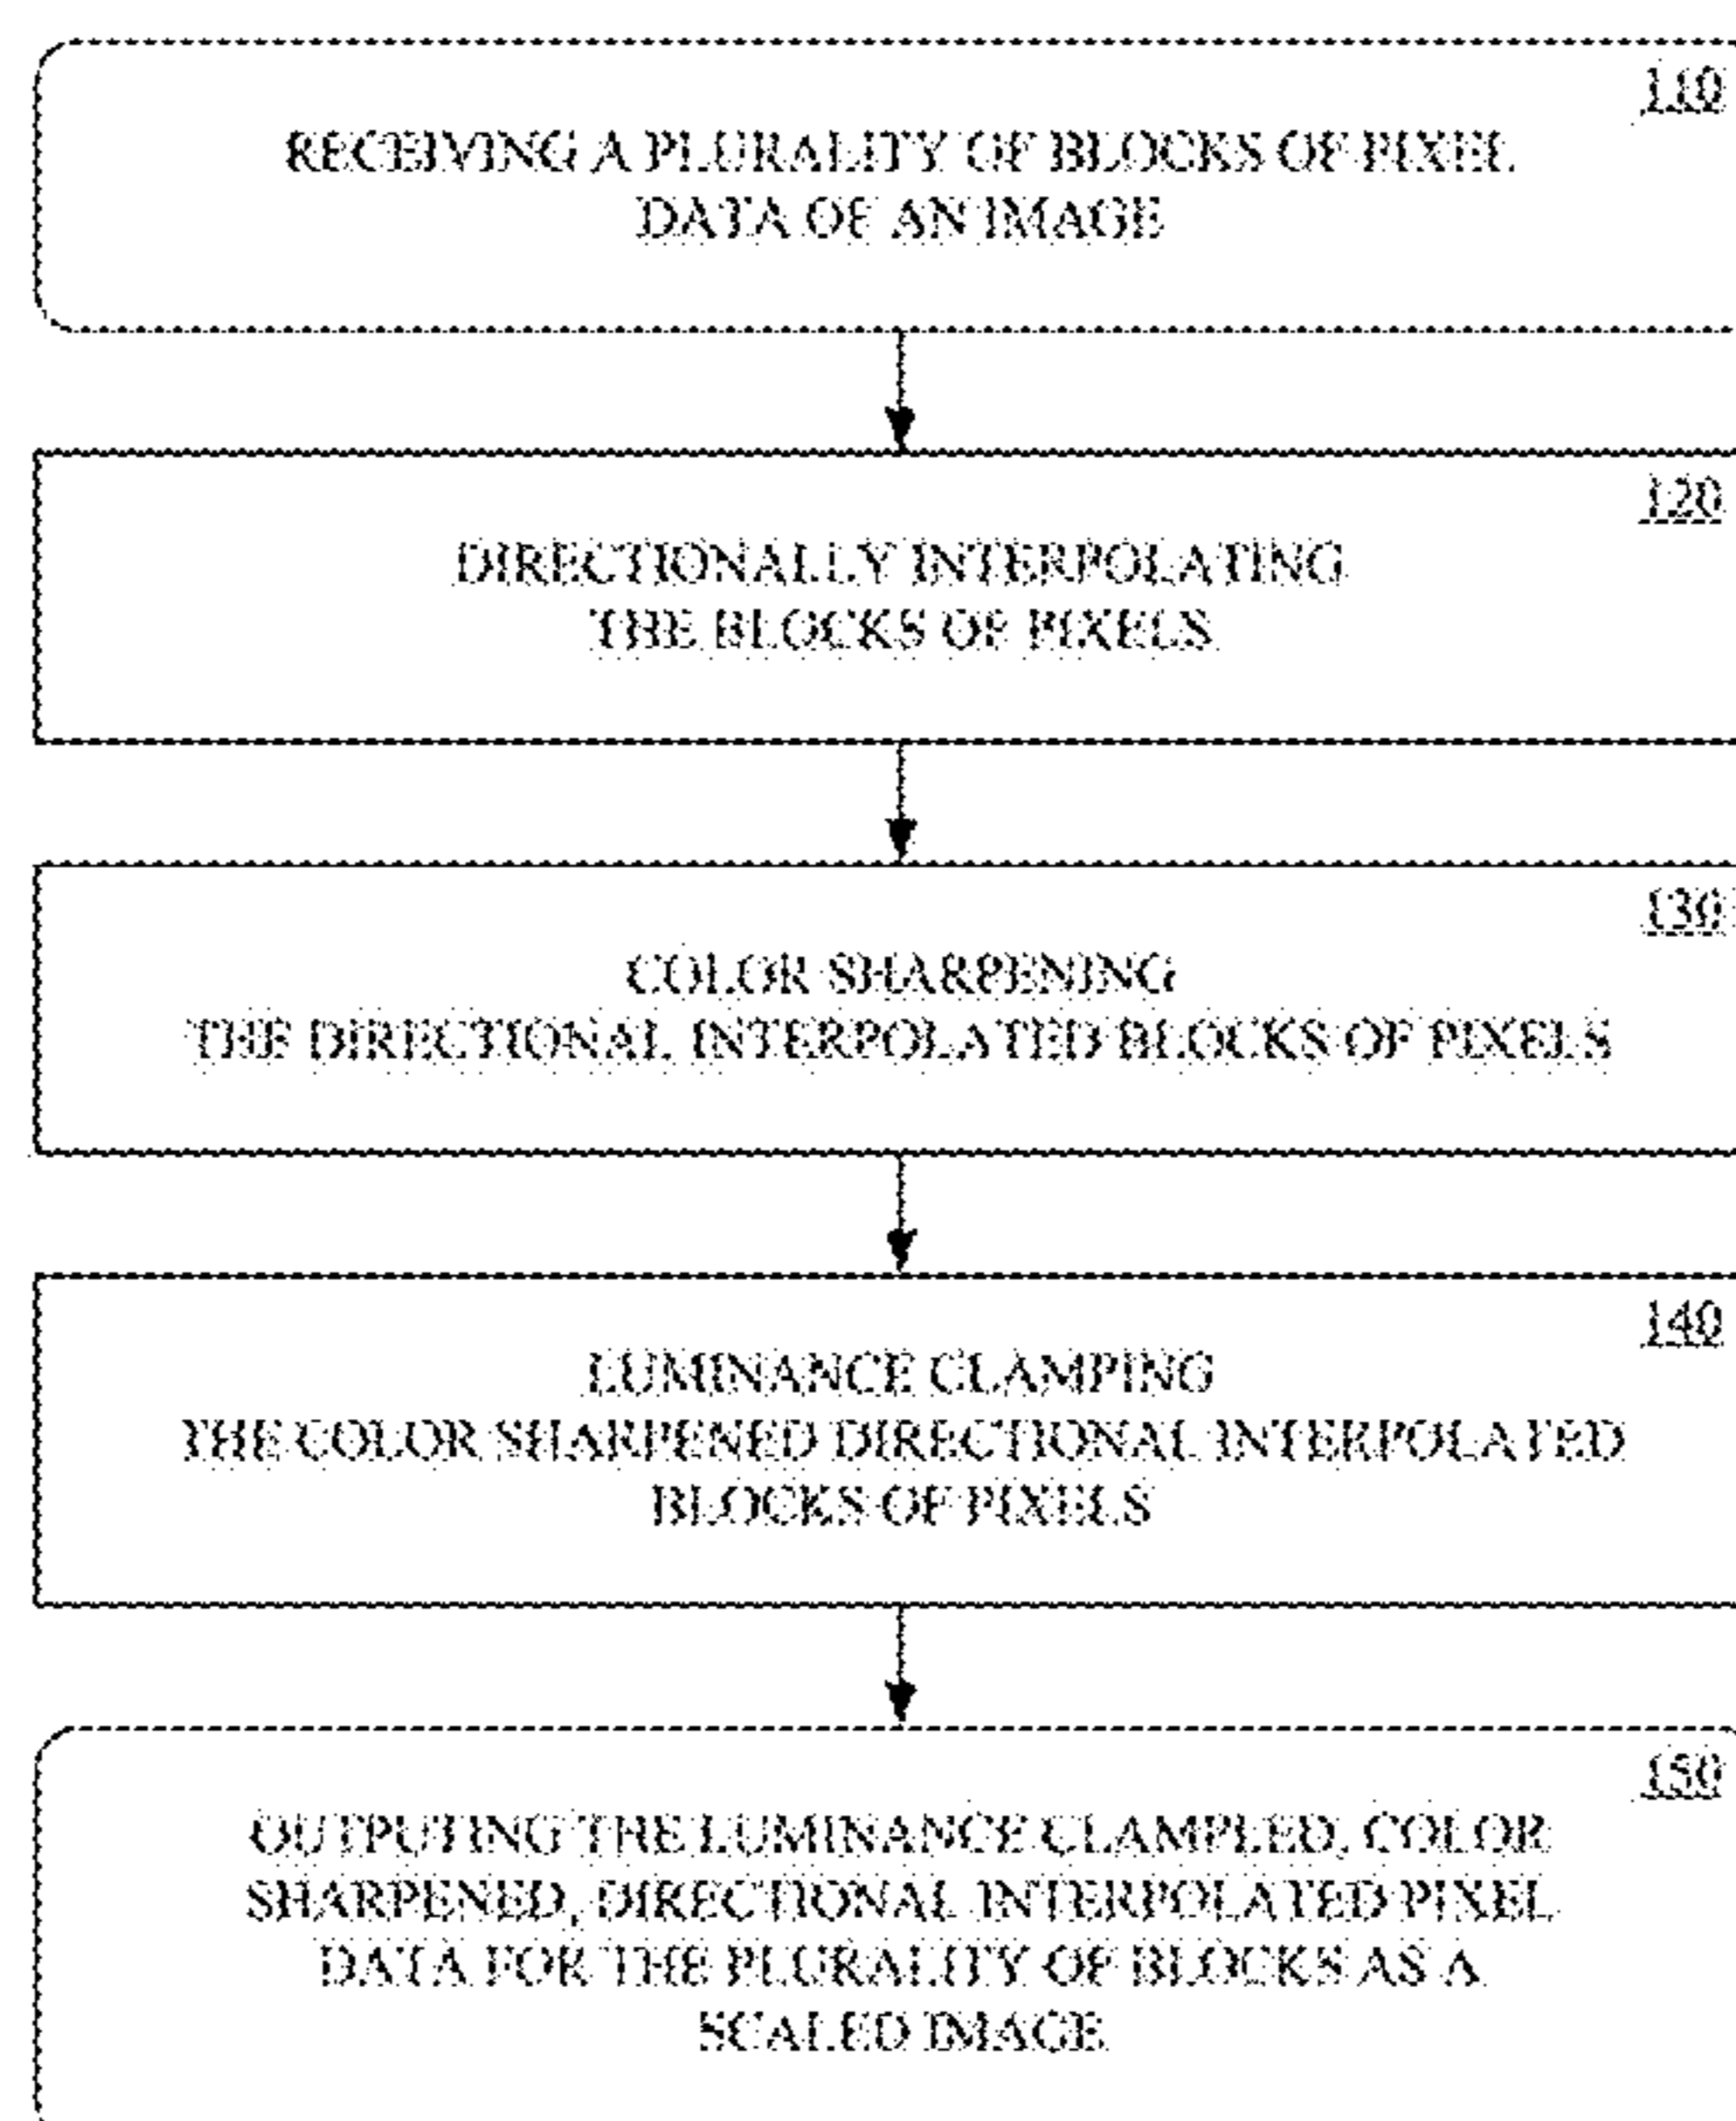 110
RECEIVING A PLURALITY OF BLOCKS OF PIXEL
DATA OF AN IMAGE
120
DIRECTIONALLY INTERPOLATING
THE BLOCKS OF PIXELS
130
COLOR SHARPENING
THE DIRECTIONAL INTERPOLATED BLOCKS OF PIXELS
140
LUMINANCE CLAMPING
THE COLOR SHARPENED DIRECTIONAL INTERPOLATED
BLOCKS OF PIXELS
150
OUTPUTING THE LUMINANCE CLAMPLED, COLOR
SHARPENED, DIRECTIONAL INTERPOLATED PIXEL
DATA FOR THE PLURALITY OF BLOCKS AS A
SCALED IMAGE